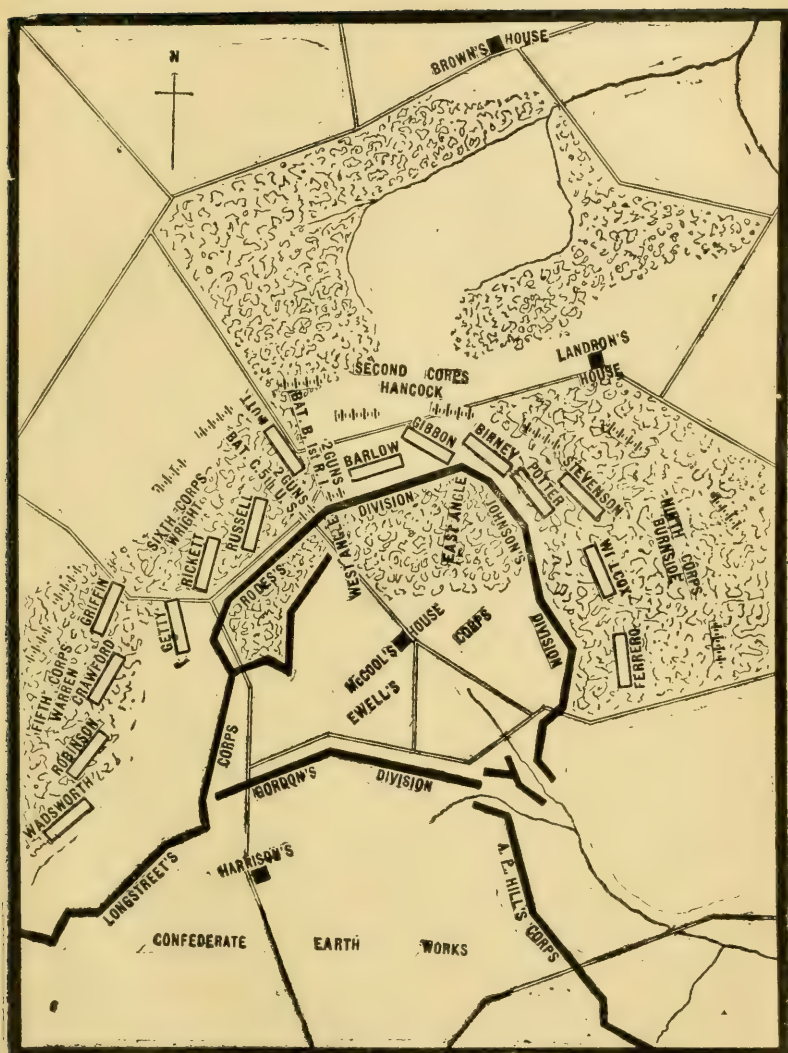 BROWN'S HOUSE
N
LANDRON'S
HOUSE
SECOND CORPS
HANCOCK
MOTT
BAT. B 1st R. I.
2 GUNS
BAT C. 5th U. S.
2 GUNS
BARLOW
GIBBON
BIRNEY
POTTER
STEVENSON
SIXTH CORPS
WRIGHT
RUSSELL
RICKETT
GETTY
GRIFFIN
DIVISION
JOHNSON'S
DIVISION
WEST ANGLE
EAST ANGLE
RODES'S
NINTH CORPS
BURNSIDE
WILCOX
FERRERO
FIFTH CORPS
WARREN
CRAWFORD
ROBINSON
WADSWORTH
McCOOL'S HOUSE
EWELL'S CORPS
GORDON'S DIVISION
LONGSTREET'S CORPS
HARRISON'S
A. P. HILL'S CORPS
CONFEDERATE EARTH WORKS